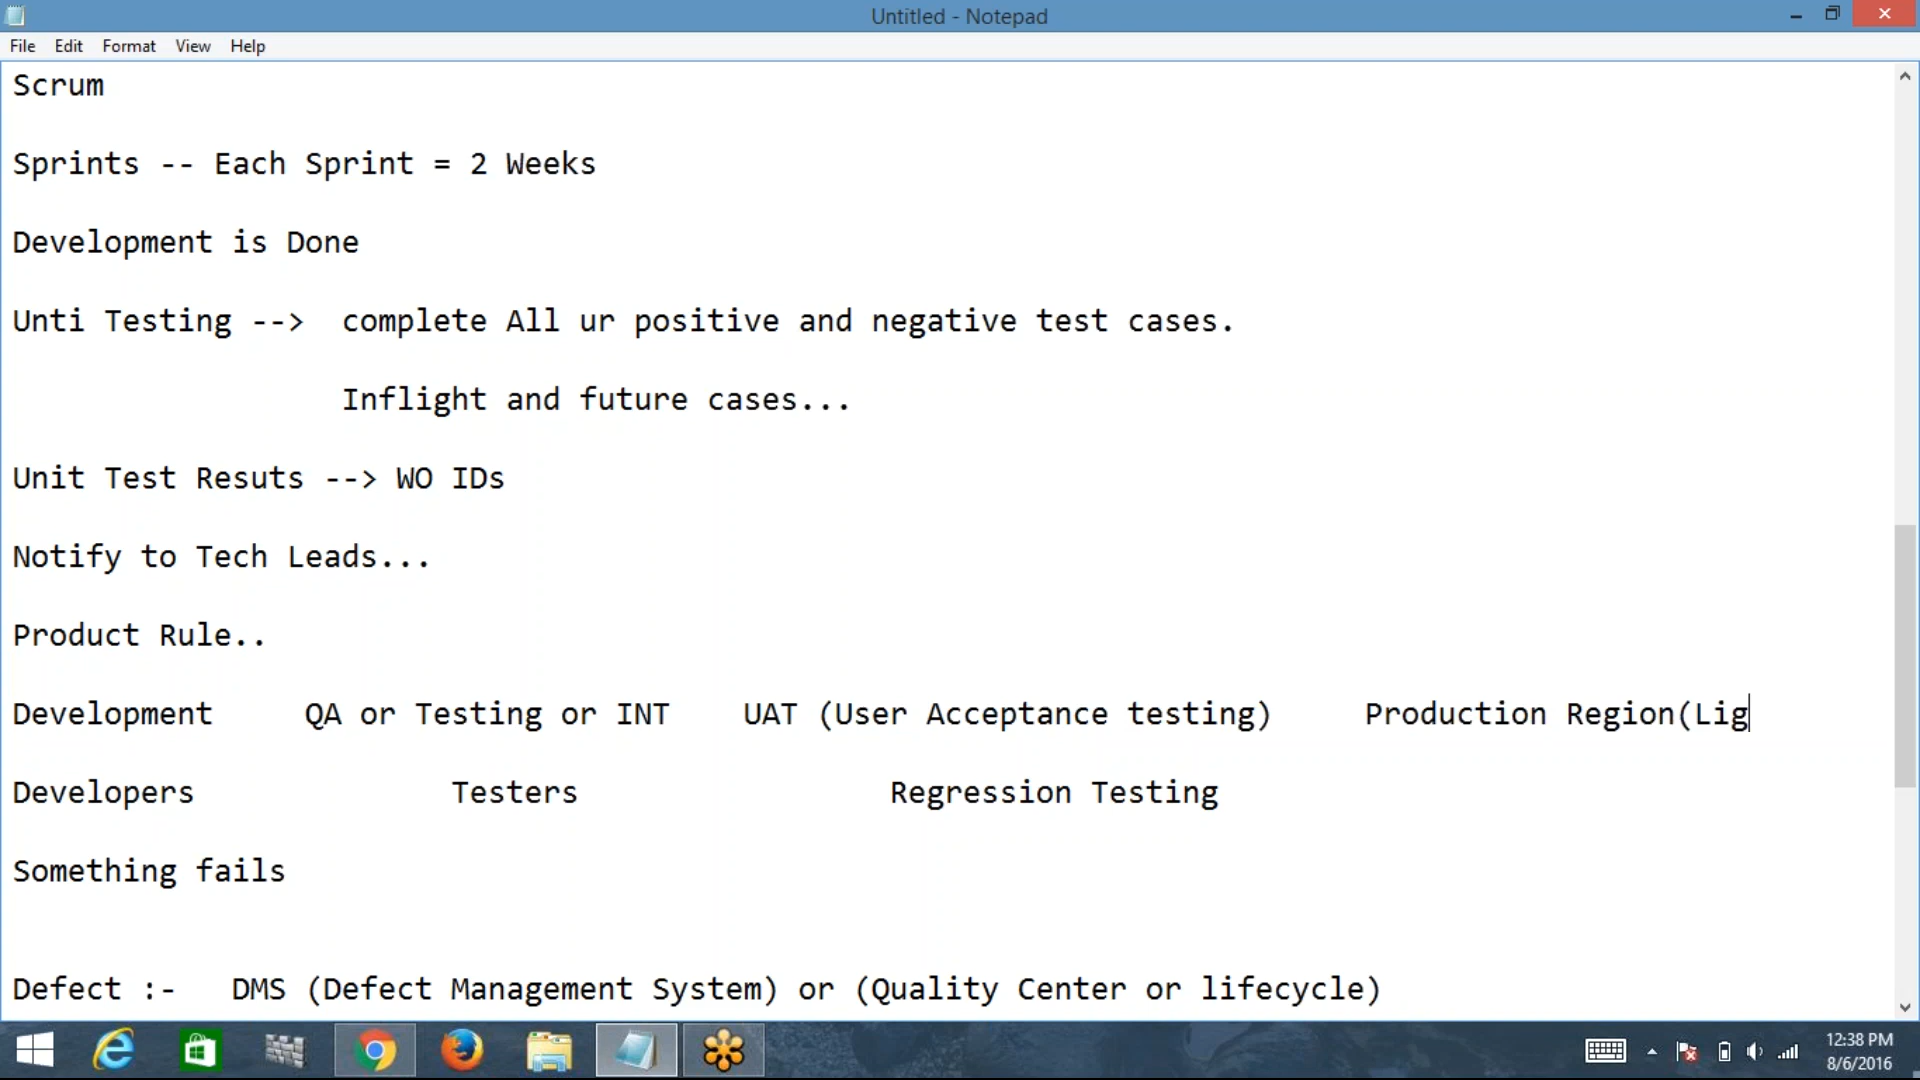 Untitled - Notepad
File Edit Format View Help
Scrum
Sprints -- Each Sprint = 2 Weeks
Development is Done
Unti Testing --> complete All ur positive and negative test cases.
Inflight and future cases...
Unit Test Resuts --> WO IDs
Notify to Tech Leads...
Product Rule..
Development QA or Testing or INT UAT (User Acceptance testing) Production Region(Lig
Developers Testers Regression Testing
Something fails
Defect :- DMS (Defect Management System) or (Quality Center or lifecycle)
12:38 PM
8/6/2016